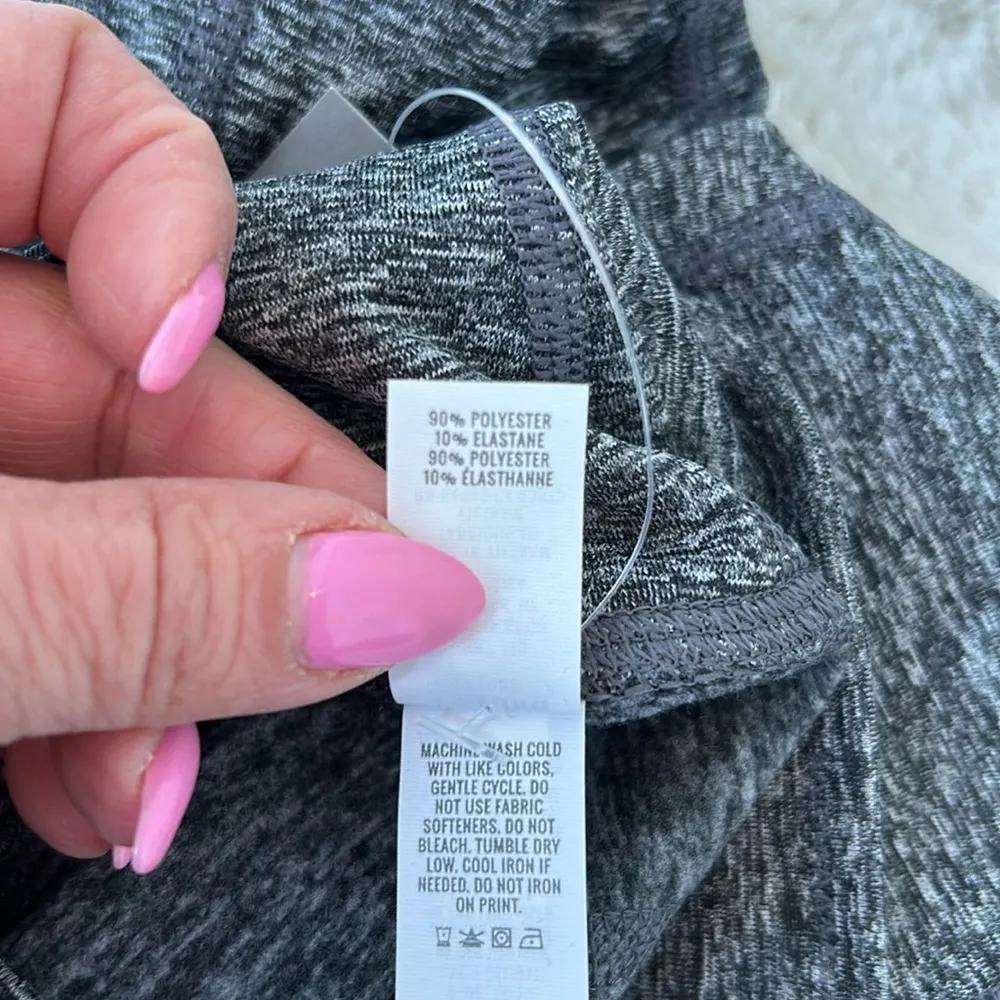 90% POLYESTER
10% ELASTANE
90% POLYESTER
10% ÉLASTHANNE
MACHINE WASH COLD
WITH LIKE COLORS,
GENTLE CYCLE. DO
NOT USE FABRIC
SOFTENERS. DO NOT
BLEACH. TUMBLE DRY
LOW. COOL IRON IF
NEEDED. DO NOT IRON
ON PRINT.